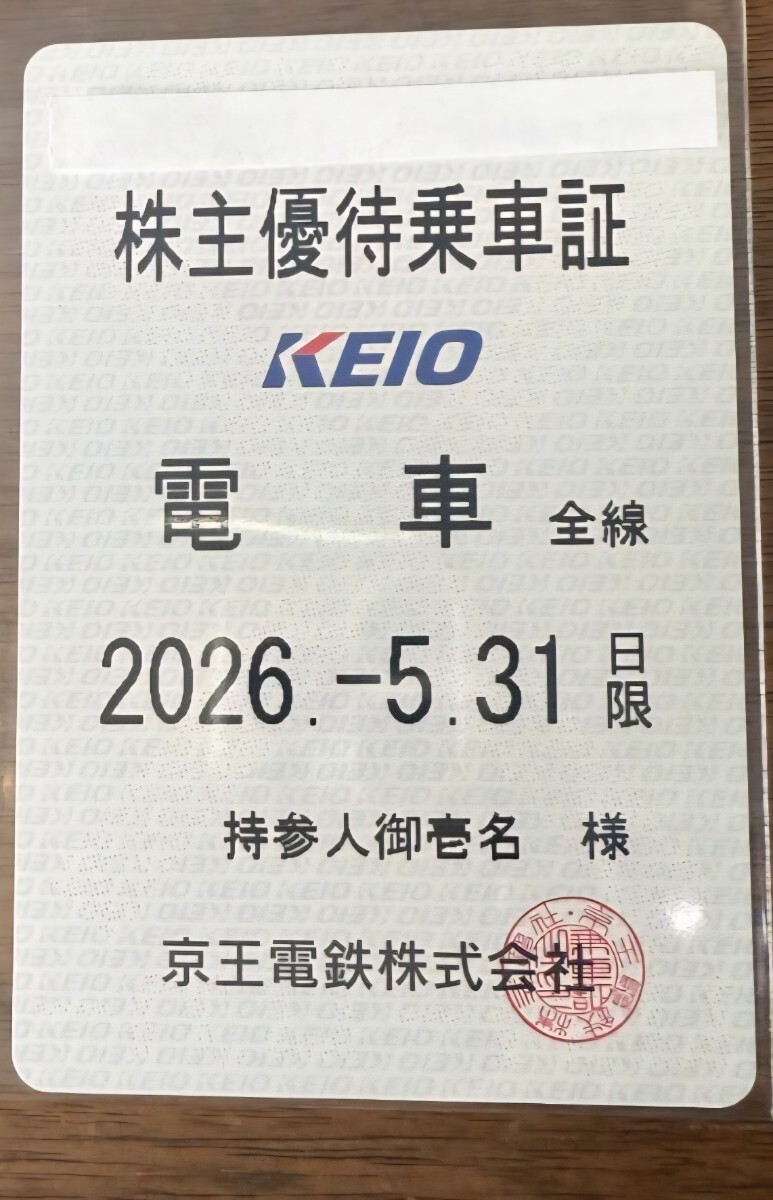 株主優待乗車証
KEIO
電車 全線
2026.-5.31 日限
持参人御壱名 様
京王電鉄株式会社